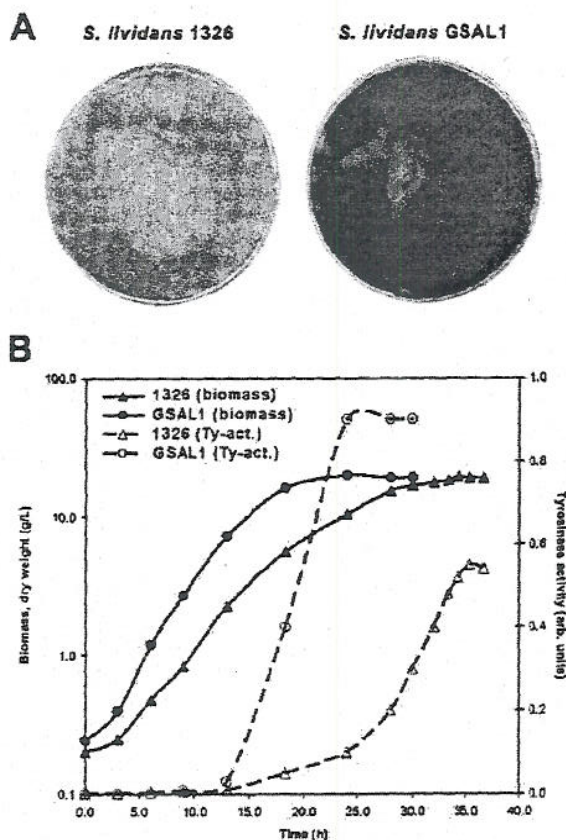 A
S. lividans 1326 S. lividans GSAL1
B
100.0
10.0
1.0
0.1
Biomass, dry weight (g/L)
1326 (biomass)
GSAL1 (biomass)
1326 (Ty-act.)
GSAL1 (Ty-act.)
1.0
0.8
0.6
0.4
0.2
0.0
Tyrosinase activity (arb. units)
0.0 5.0 10.0 15.0 20.0 25.0 30.0 35.0 40.0
Time [h]